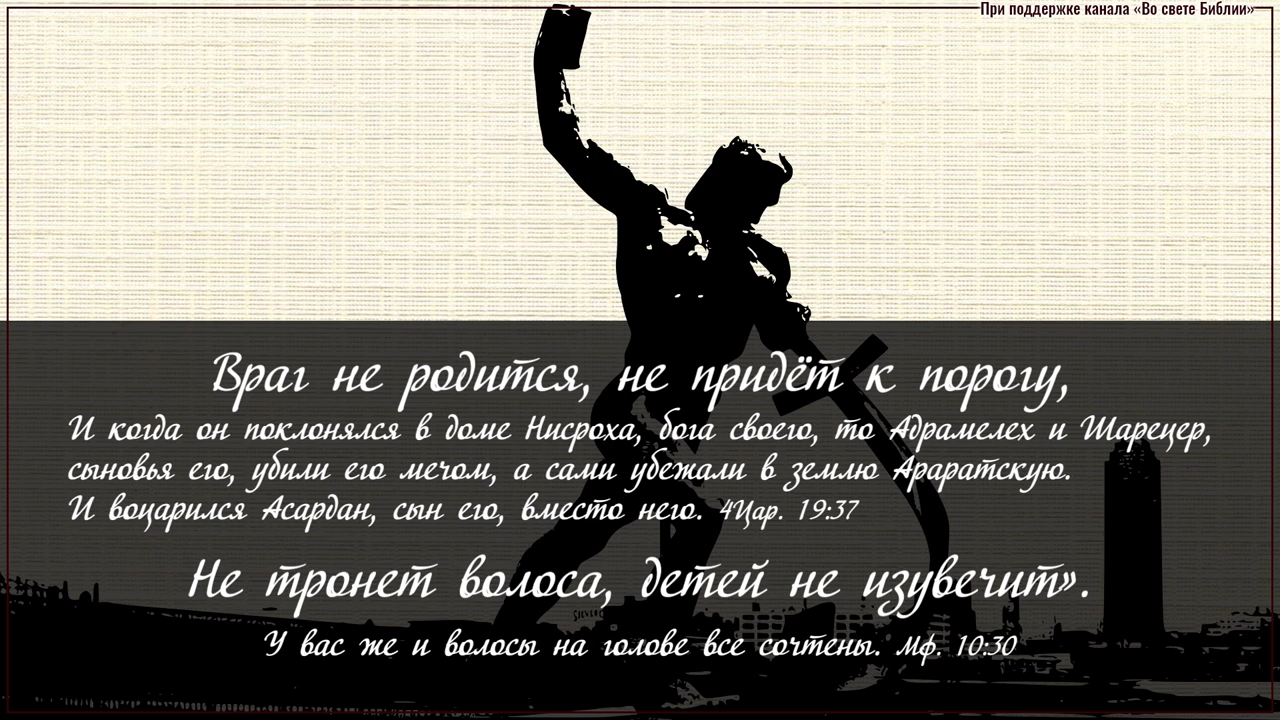 При поддержке канала «Во свете Библии»
Враг не родится, не придёт к порогу,
И когда он поклонялся в доме Нисроха, бога своего, то Адрамелех и Шарецер,
сыновья его, убили его мечом, а сами убежали в землю Араратскую.
И воцарился Асардан, сын его, вместо него. 4Цар. 19:37
Не тронет волоса, детей не изувечит».
У вас же и волосы на голове все сочтены. Мф. 10:30